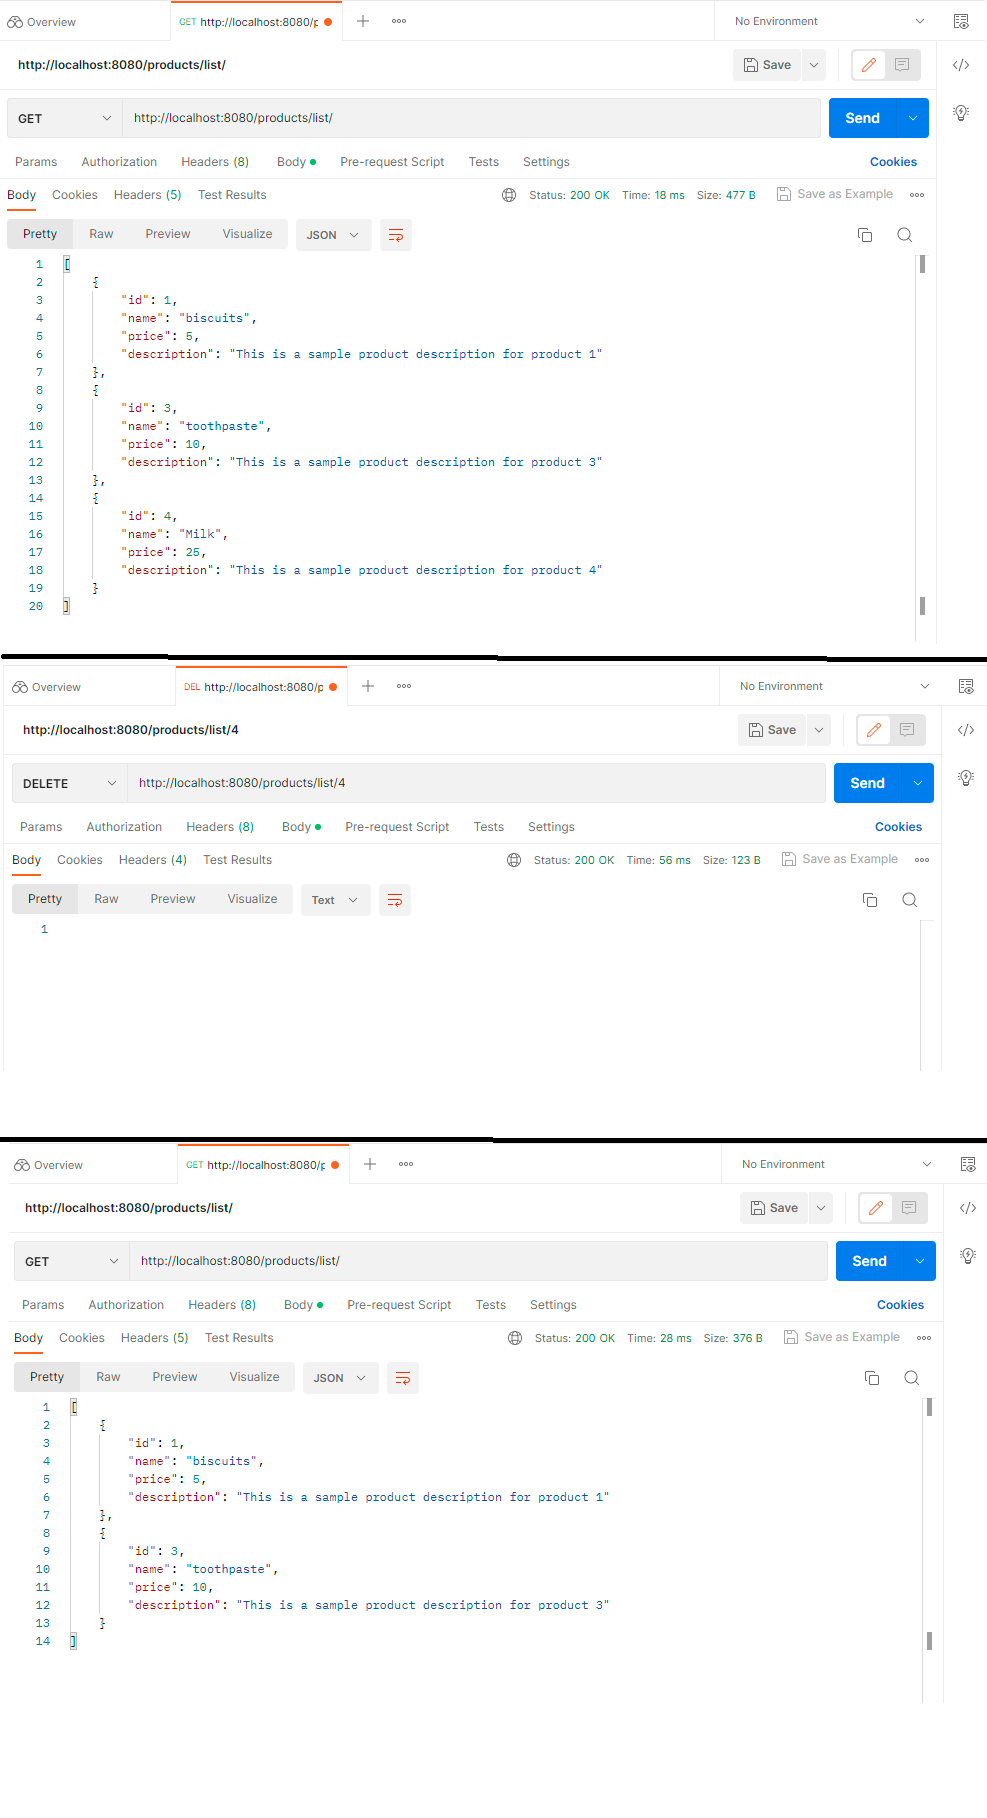 Overview GET http://localhost:8080/p No Environment
http://localhost:8080/products/list/ Save
GET http://localhost:8080/products/list/ Send
Params Authorization Headers (8) Body Pre-request Script Tests Settings Cookies
Body Cookies Headers (5) Test Results Status: 200 OK Time: 18 ms Size: 477 B Save as Example
Pretty Raw Preview Visualize JSON
1 [
2 {
3 "id": 1,
4 "name": "biscuits",
5 "price": 5,
6 "description": "This is a sample product description for product 1"
7 },
8 {
9 "id": 3,
10 "name": "toothpaste",
11 "price": 10,
12 "description": "This is a sample product description for product 3"
13 },
14 {
15 "id": 4,
16 "name": "Milk",
17 "price": 25,
18 "description": "This is a sample product description for product 4"
19 }
20 ]
Overview DEL http://localhost:8080/p No Environment
http://localhost:8080/products/list/4 Save
DELETE http://localhost:8080/products/list/4 Send
Params Authorization Headers (8) Body Pre-request Script Tests Settings Cookies
Body Cookies Headers (4) Test Results Status: 200 OK Time: 56 ms Size: 123 B Save as Example
Pretty Raw Preview Visualize Text
1
Overview GET http://localhost:8080/p No Environment
http://localhost:8080/products/list/ Save
GET http://localhost:8080/products/list/ Send
Params Authorization Headers (8) Body Pre-request Script Tests Settings Cookies
Body Cookies Headers (5) Test Results Status: 200 OK Time: 28 ms Size: 376 B Save as Example
Pretty Raw Preview Visualize JSON
1 [
2 {
3 "id": 1,
4 "name": "biscuits",
5 "price": 5,
6 "description": "This is a sample product description for product 1"
7 },
8 {
9 "id": 3,
10 "name": "toothpaste",
11 "price": 10,
12 "description": "This is a sample product description for product 3"
13 }
14 ]